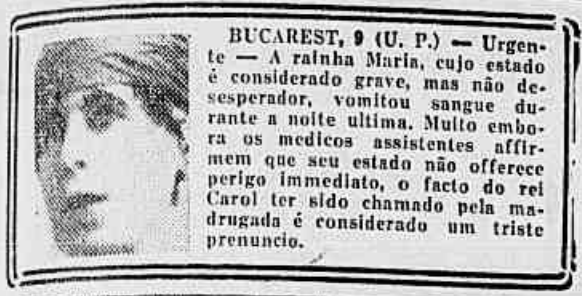 BUCAREST, 9 (U. P.) — Urgen-
te — A rainha Maria, cujo estado
é considerado grave, mas não de-
sesperador, vomitou sangue du-
rante a noite ultima. Muito embo-
ra os medicos assistentes affir-
mem que seu estado não offerece
perigo immediato, o facto do rei
Carol ter sido chamado pela ma-
drugada é considerado um triste
prenuncio.